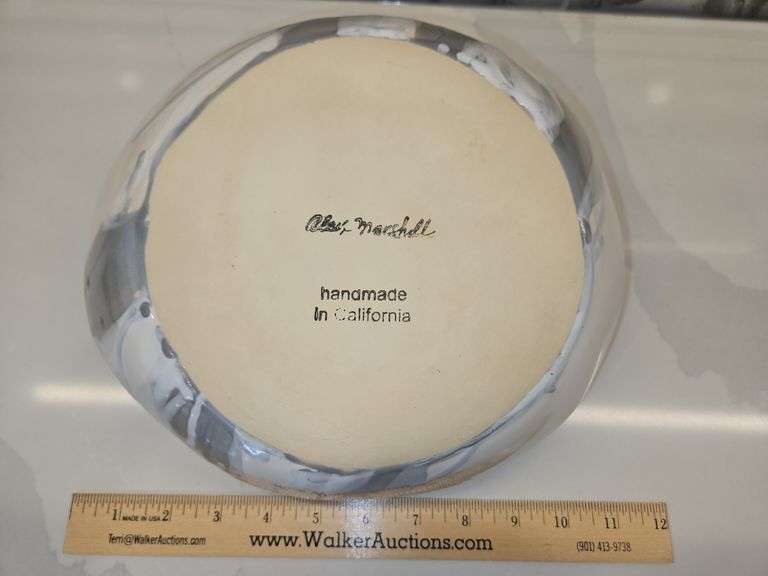 Alex Marshall
handmade
In California
1 MADE IN USA 2 3 4 5 6 7 8 9 10 11 12
Terri@WalkerAuctions.com www.WalkerAuctions.com (901) 413-9738